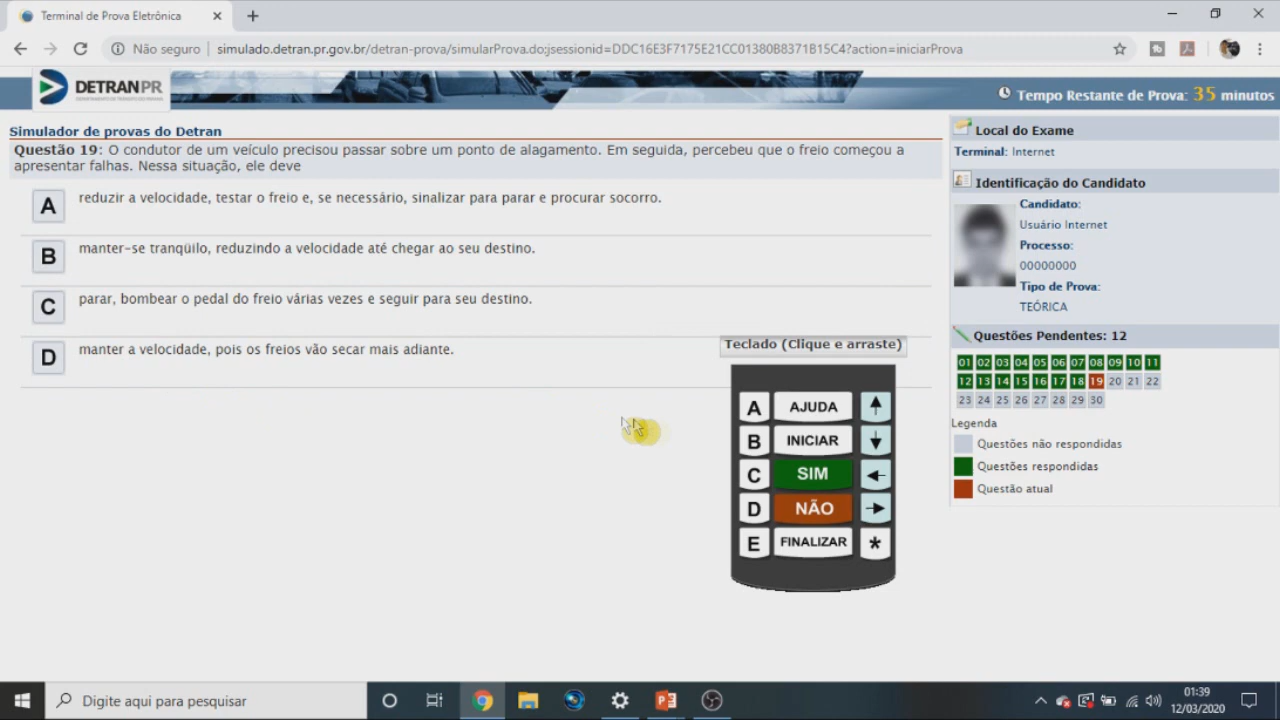 Terminal de Prova Eletrônica
Não seguro
simulado.detran.pr.gov.br/detran-prova/simularProva.do;jsessionid=DDC16E3F7175E21CC01380B8371B15C4?action=iniciarProva
DETRANPR
Tempo Restante de Prova: 35 minutos
Simulador de provas do Detran
Questão 19: O condutor de um veículo precisou passar sobre um ponto de alagamento. Em seguida, percebeu que o freio começou a
apresentar falhas. Nessa situação, ele deve
A reduzir a velocidade, testar o freio e, se necessário, sinalizar para parar e procurar socorro.
B manter-se tranqüilo, reduzindo a velocidade até chegar ao seu destino.
C parar, bombear o pedal do freio várias vezes e seguir para seu destino.
D manter a velocidade, pois os freios vão secar mais adiante.
Teclado (Clique e arraste)
A AJUDA
B INICIAR
C SIM
D NÃO
E FINALIZAR *
Local do Exame
Terminal: Internet
Identificação do Candidato
Candidato:
Usuário Internet
Processo:
00000000
Tipo de Prova:
TEÓRICA
Questões Pendentes: 12
01 02 03 04 05 06 07 08 09 10 11
12 13 14 15 16 17 18 19 20 21 22
23 24 25 26 27 28 29 30
Legenda
Questões não respondidas
Questões respondidas
Questão atual
Digite aqui para pesquisar
01:39
12/03/2020